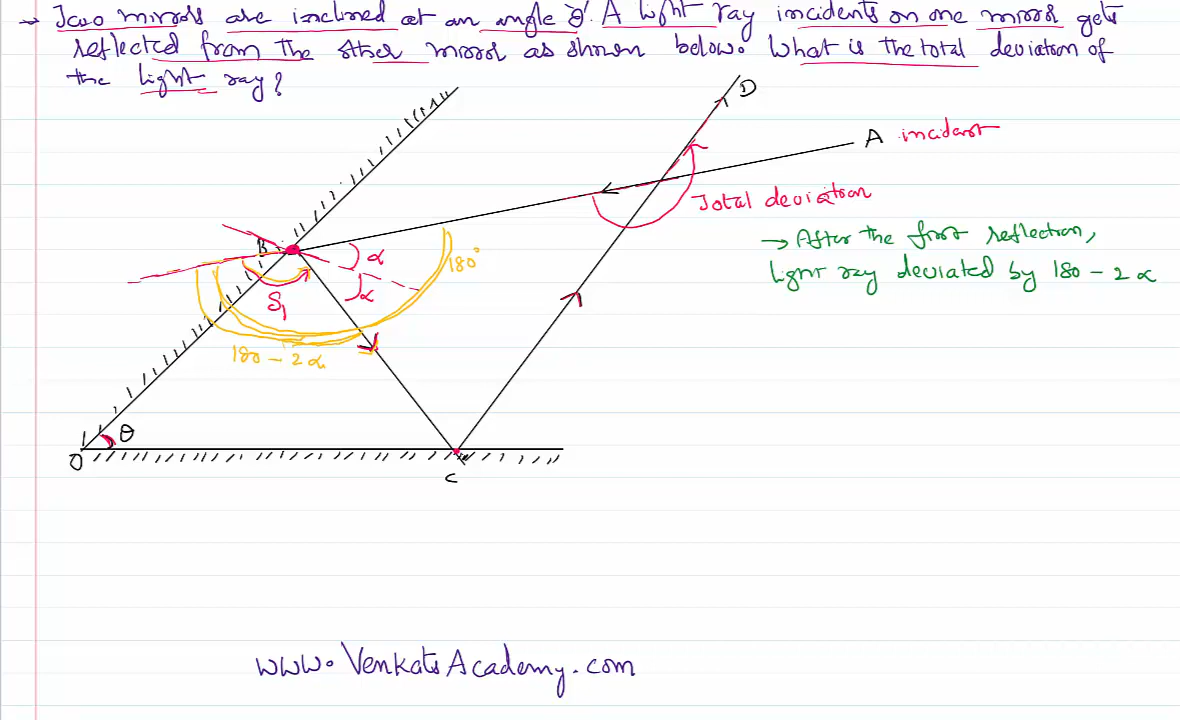 → Two mirrors are inclined at an angle 'θ'. A light ray incidents on one mirror gets
reflected from the other mirror as shown below. What is the total deviation of
the light ray?
D
A incident
Total deviation
→ After the first reflection,
light ray deviated by 180 - 2α
B
α
180°
α
δ₁
180 - 2α
θ
O
C
www.VenkatsAcademy.com